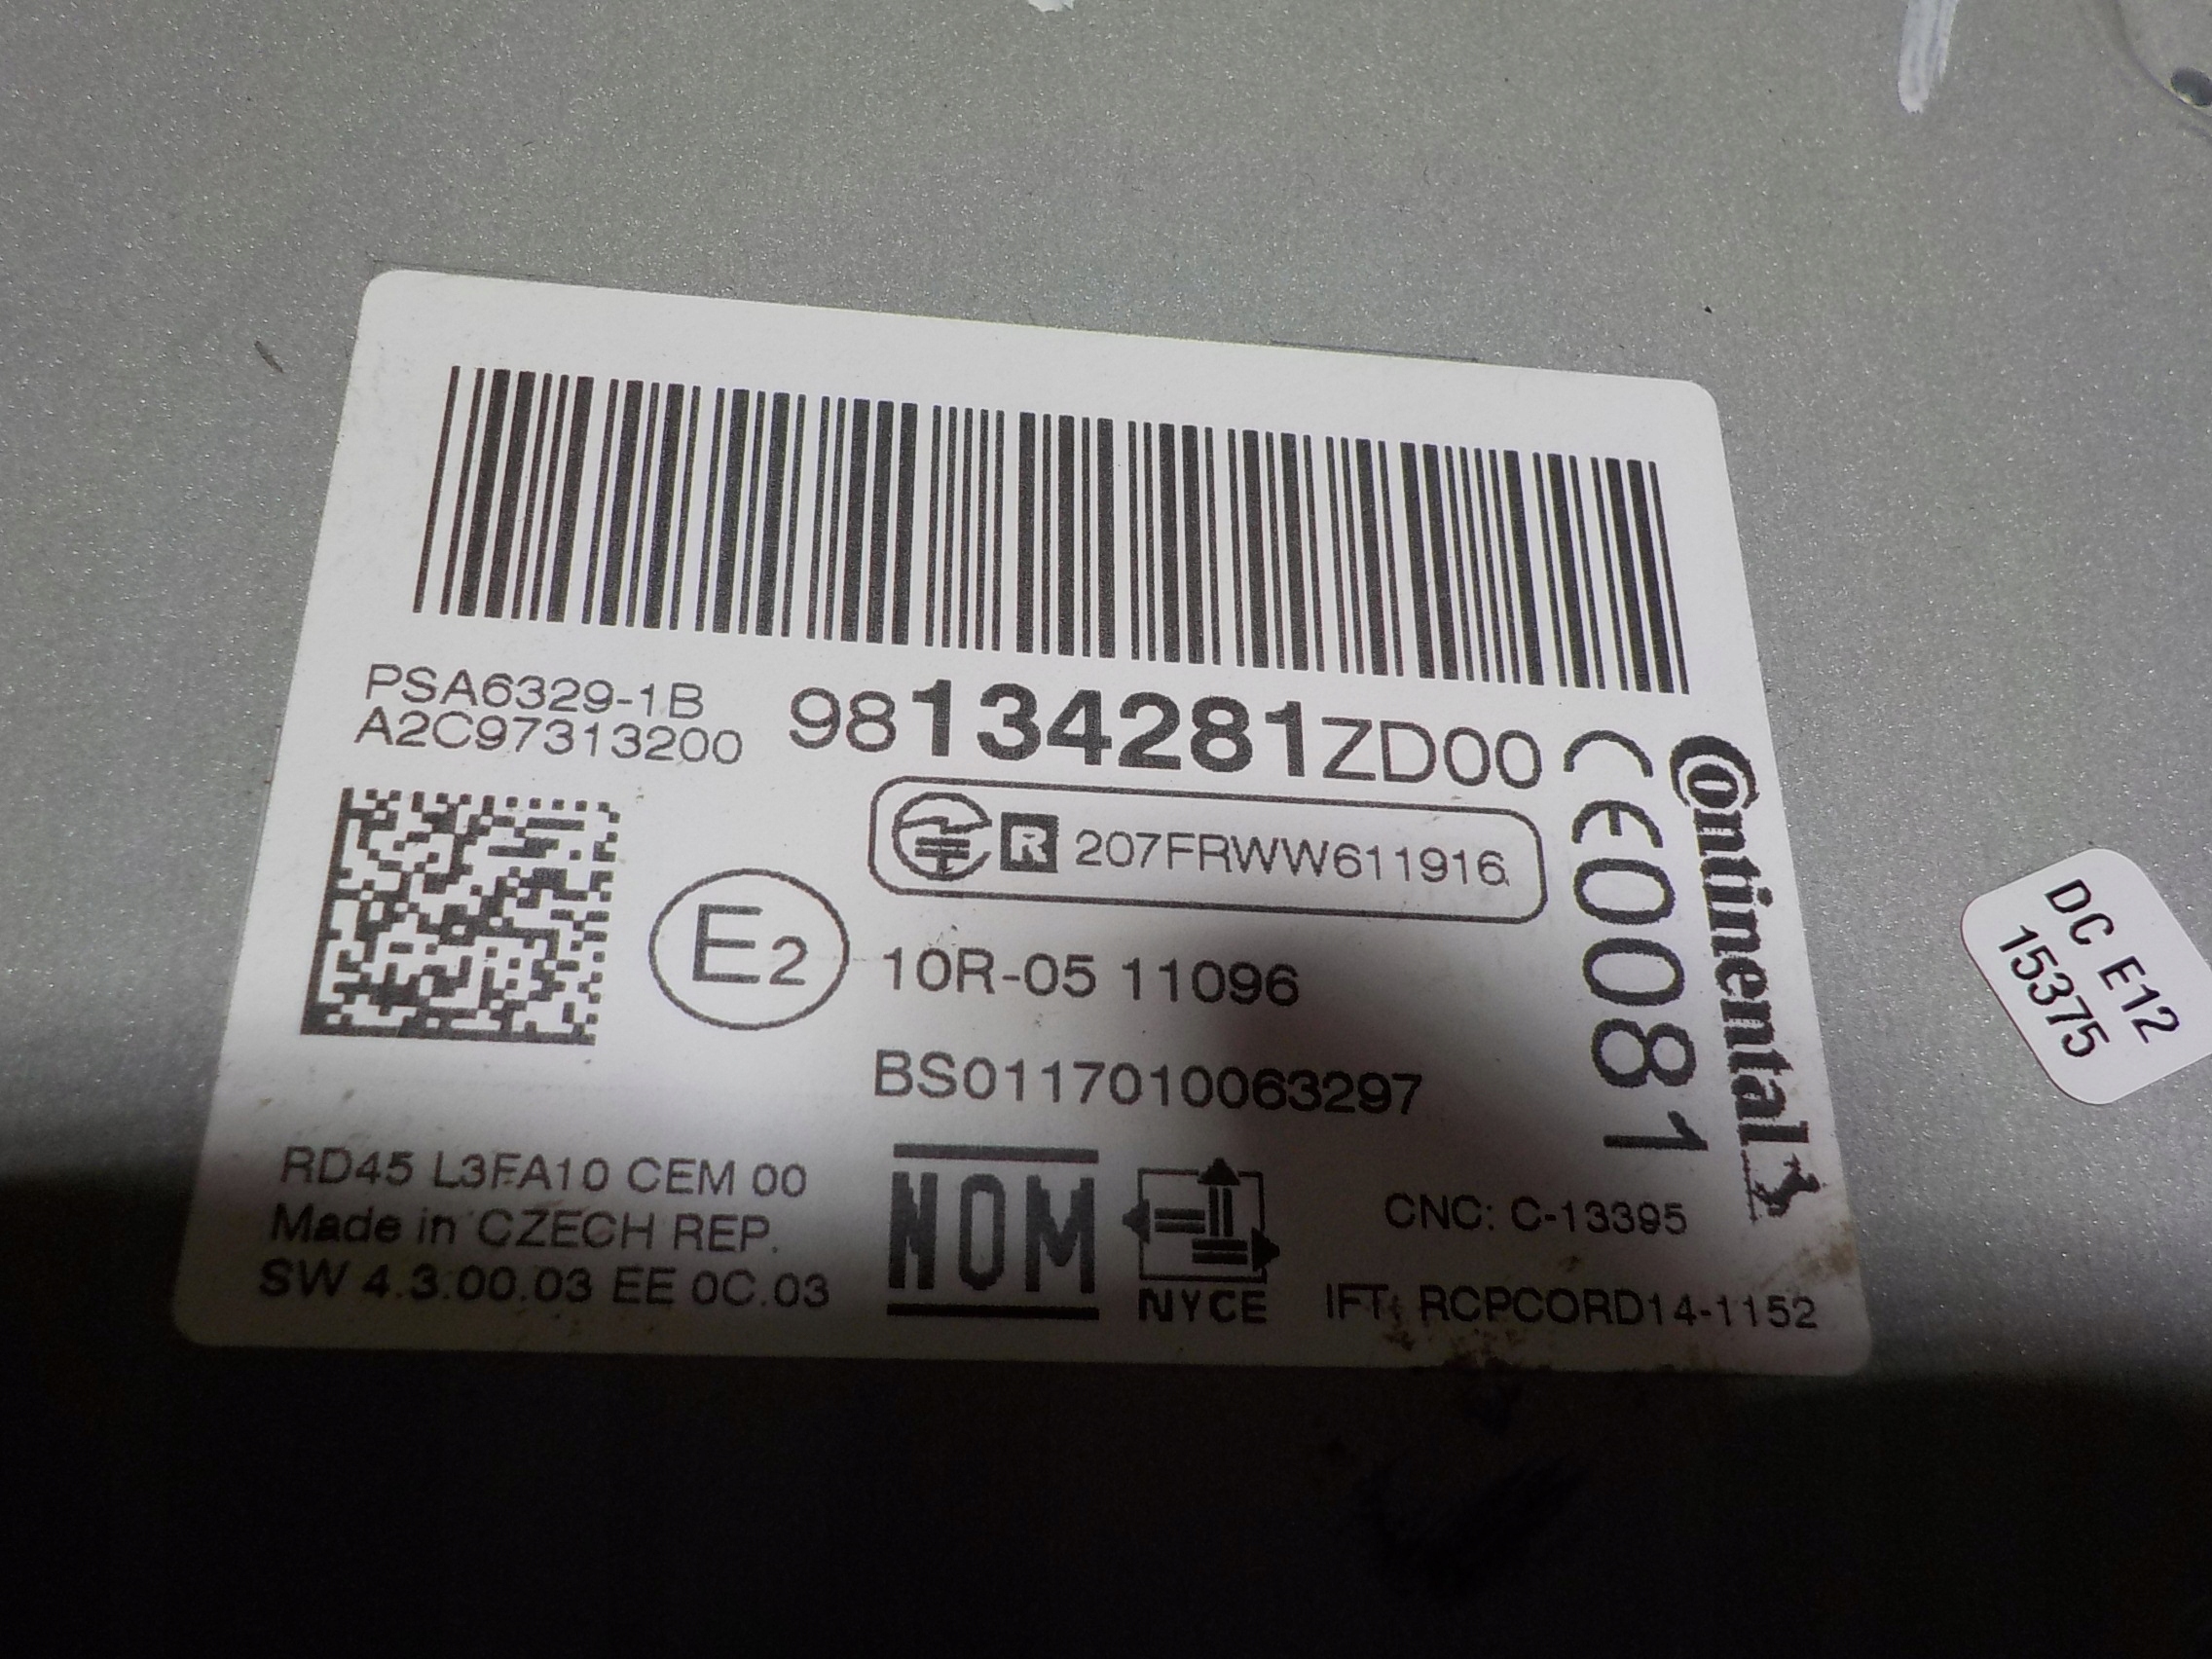 PSA6329-1B
A2C97313200
98134281ZD00
R 207FRWW611916
CE0081
Continental
E2
10R-05 11096
BS0117010063297
RD45 L3FA10 CEM 00
Made in CZECH REP.
SW 4.3.00.03 EE 0C.03
NOM
NYCE
CNC: C-13395
IFT: RCPCORD14-1152
DC E12
15375